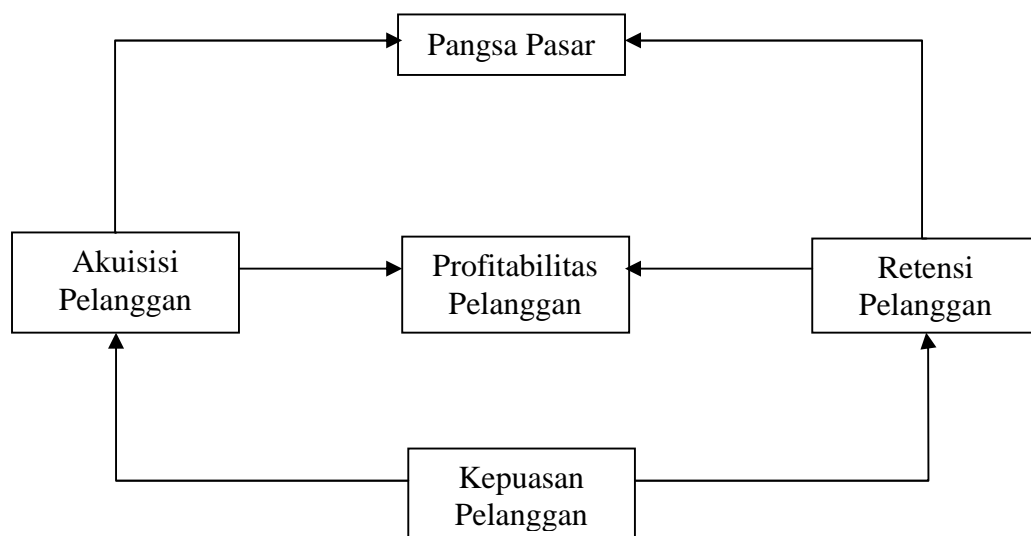 Pangsa Pasar
Akuisisi
Pelanggan
Profitabilitas
Pelanggan
Retensi
Pelanggan
Kepuasan
Pelanggan